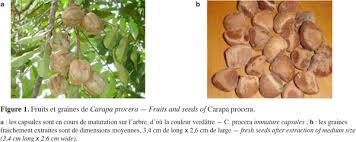 a
b
Figure 1. Fruits et graines de Carapa procera — Fruits and seeds of Carapa procera.
a : les capsules sont en cours de maturation sur l'arbre, d'où la couleur verdâtre — C. procera immature capsules ; b : les graines
fraichement extraites sont de dimensions moyennes, 3,4 cm de long x 2,6 cm de large — fresh seeds after extraction of medium size
(3.4 cm long x 2.6 cm wide).